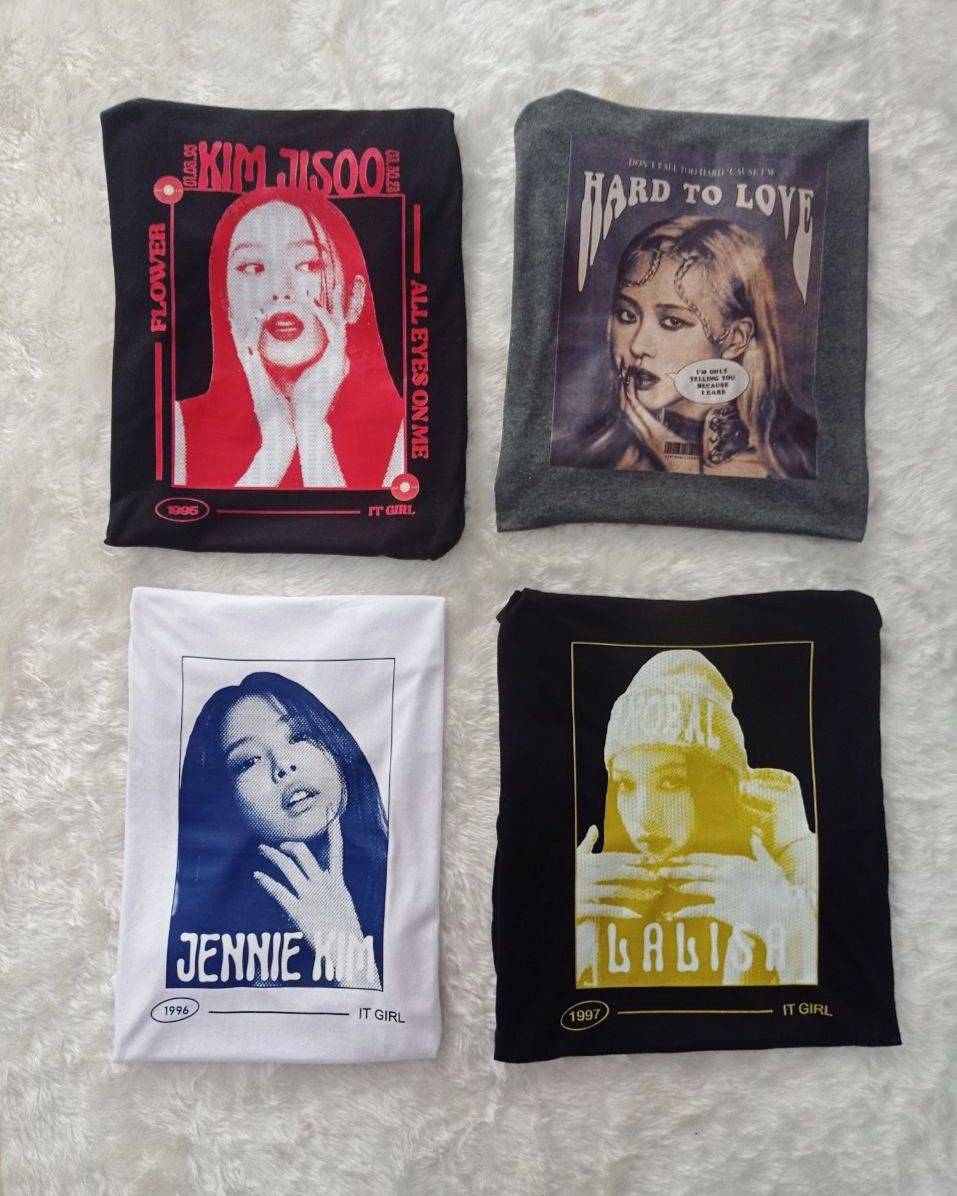 KIM JISOO
01.03.95
03.30.23
FLOWER
ALL EYES ON ME
1995
IT GIRL
DON'T FALL TOO HARD 'CAUSE I'M
HARD TO LOVE
I'M ONLY
TELLING YOU
BECAUSE
I CARE
JENNIE KIM
1996
IT GIRL
LALISA
1997
IT GIRL